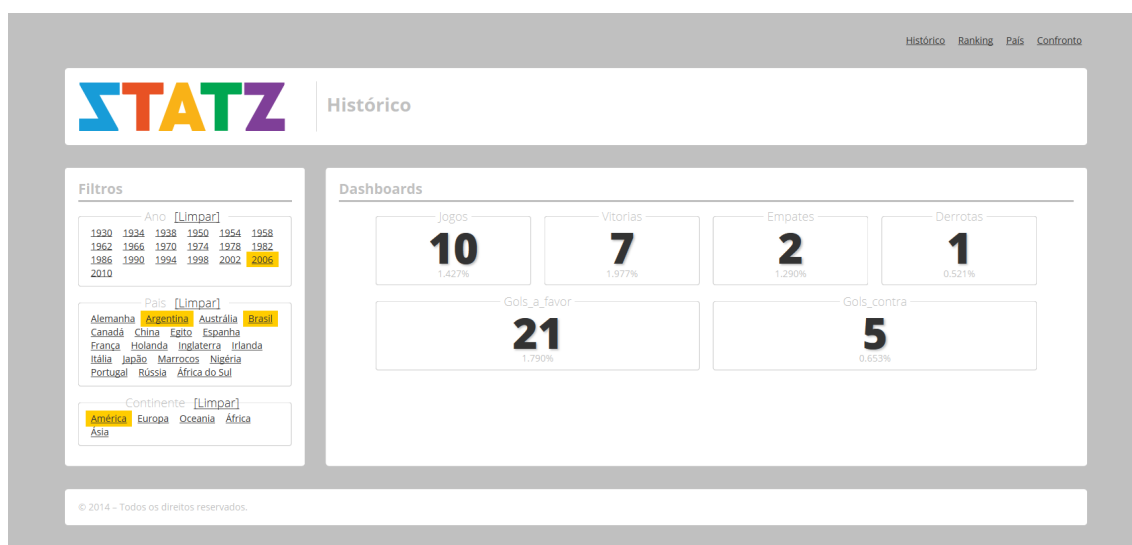 Histórico Ranking País Confronto
STATZ Histórico
Filtros
Ano [Limpar]
1930 1934 1938 1950 1954 1958
1962 1966 1970 1974 1978 1982
1986 1990 1994 1998 2002 2006
2010
País [Limpar]
Alemanha Argentina Austrália Brasil
Canadá China Egito Espanha
França Holanda Inglaterra Irlanda
Itália Japão Marrocos Nigéria
Portugal Rússia África do Sul
Continente [Limpar]
América Europa Oceania África
Ásia
Dashboards
Jogos Vitorias Empates Derrotas
10 7 2 1
1.427% 1.977% 1.290% 0.521%
Gols_a_favor Gols_contra
21 5
1.790% 0.653%
© 2014 – Todos os direitos reservados.